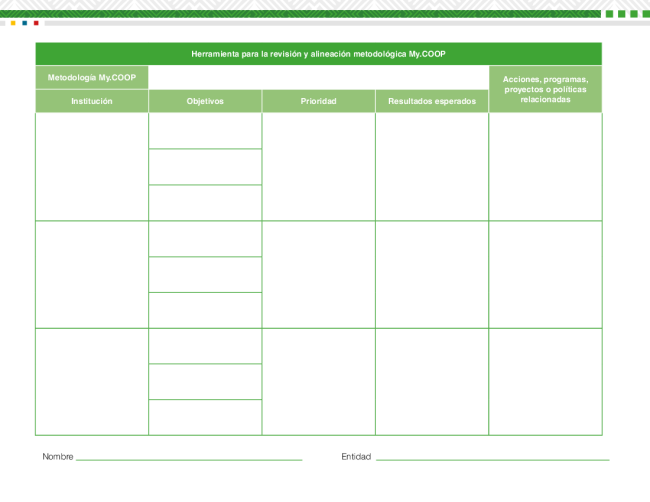 Herramienta para la revisión y alineación metodológica My.COOP
Metodología My.COOP
Acciones, programas,
proyectos o políticas
relacionadas
Institución
Objetivos
Prioridad
Resultados esperados
Nombre
Entidad